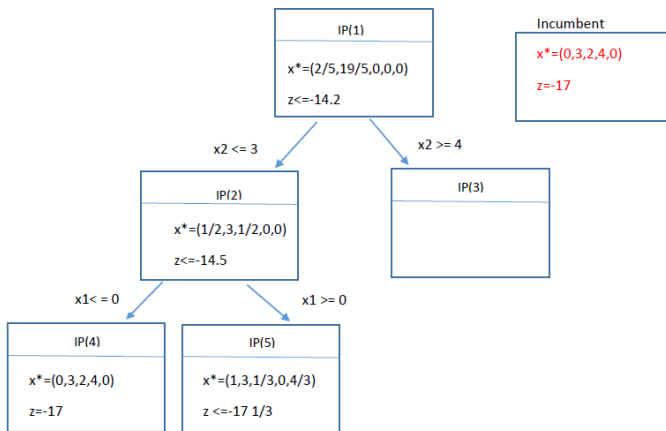 IP(1)
x*=(2/5,19/5,0,0,0)
z<=-14.2
Incumbent
x*=(0,3,2,4,0)
z=-17
x2 <= 3
x2 >= 4
IP(2)
x*=(1/2,3,1/2,0,0)
z<=-14.5
IP(3)
x1< = 0
x1 >= 0
IP(4)
x*=(0,3,2,4,0)
z=-17
IP(5)
x*=(1,3,1/3,0,4/3)
z <=-17 1/3